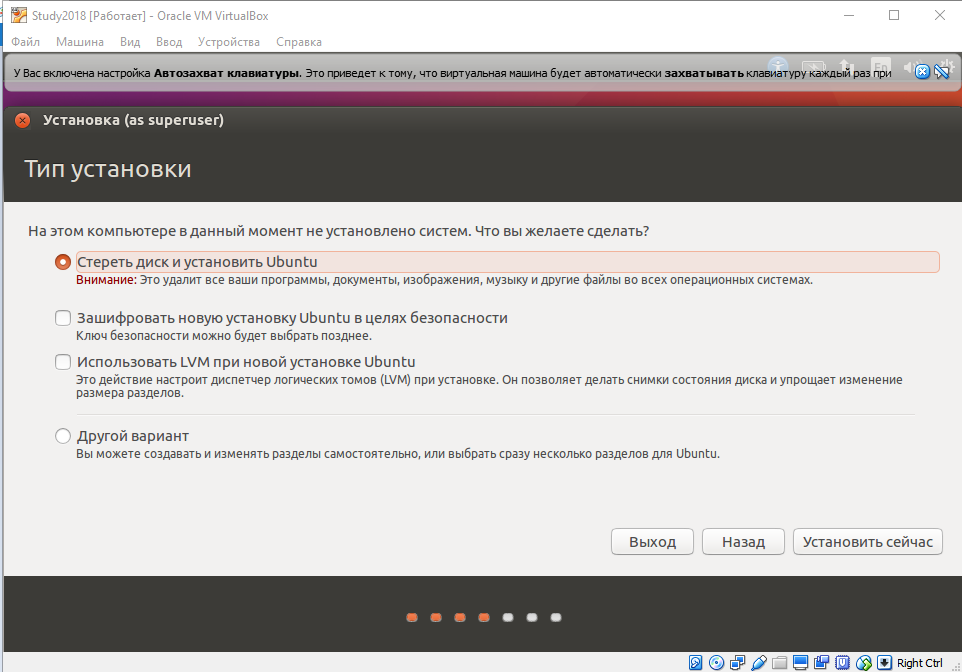 Study2018 [Работает] - Oracle VM VirtualBox
Файл Машина Вид Ввод Устройства Справка
У Вас включена настройка Автозахват клавиатуры. Это приведет к тому, что виртуальная машина будет автоматически захватывать клавиатуру каждый раз при
En
Установка (as superuser)
Тип установки
На этом компьютере в данный момент не установлено систем. Что вы желаете сделать?
Стереть диск и установить Ubuntu
Внимание: Это удалит все ваши программы, документы, изображения, музыку и другие файлы во всех операционных системах.
Зашифровать новую установку Ubuntu в целях безопасности
Ключ безопасности можно будет выбрать позднее.
Использовать LVM при новой установке Ubuntu
Это действие настроит диспетчер логических томов (LVM) при установке. Он позволяет делать снимки состояния диска и упрощает изменение
размера разделов.
Другой вариант
Вы можете создавать и изменять разделы самостоятельно, или выбрать сразу несколько разделов для Ubuntu.
Выход Назад Установить сейчас
Right Ctrl